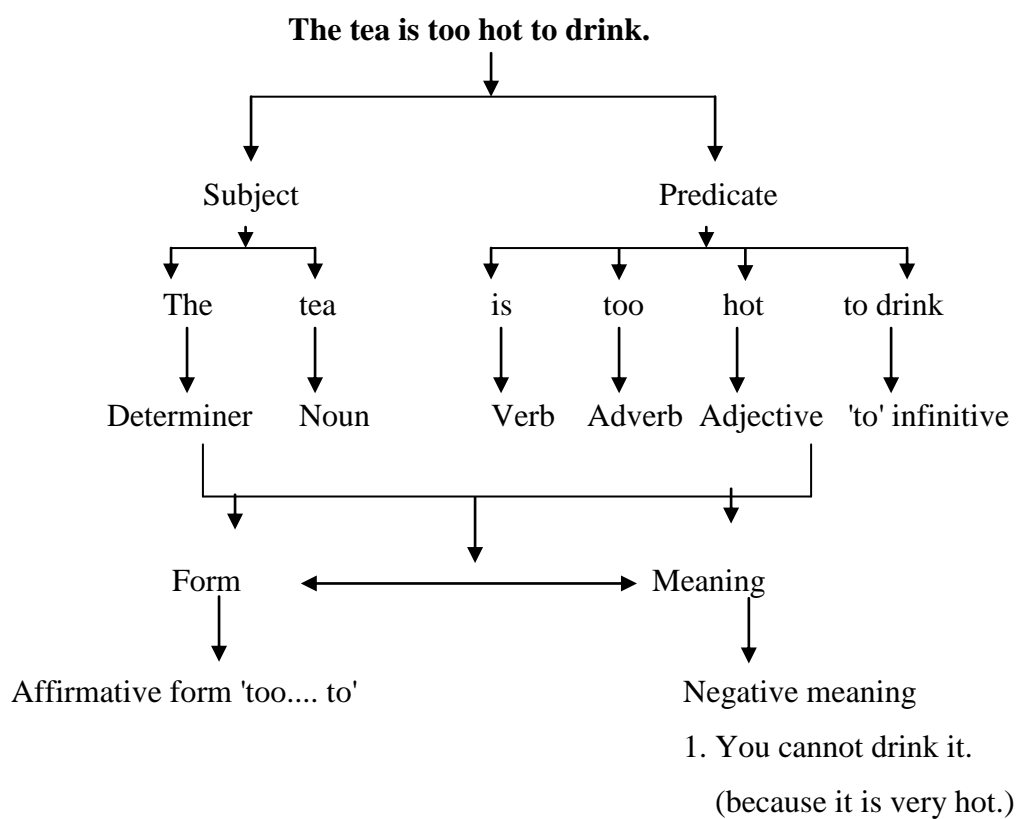 The tea is too hot to drink.
Subject Predicate
The tea is too hot to drink
Determiner Noun Verb Adverb Adjective 'to' infinitive
Form Meaning
Affirmative form 'too.... to' Negative meaning
1. You cannot drink it.
(because it is very hot.)